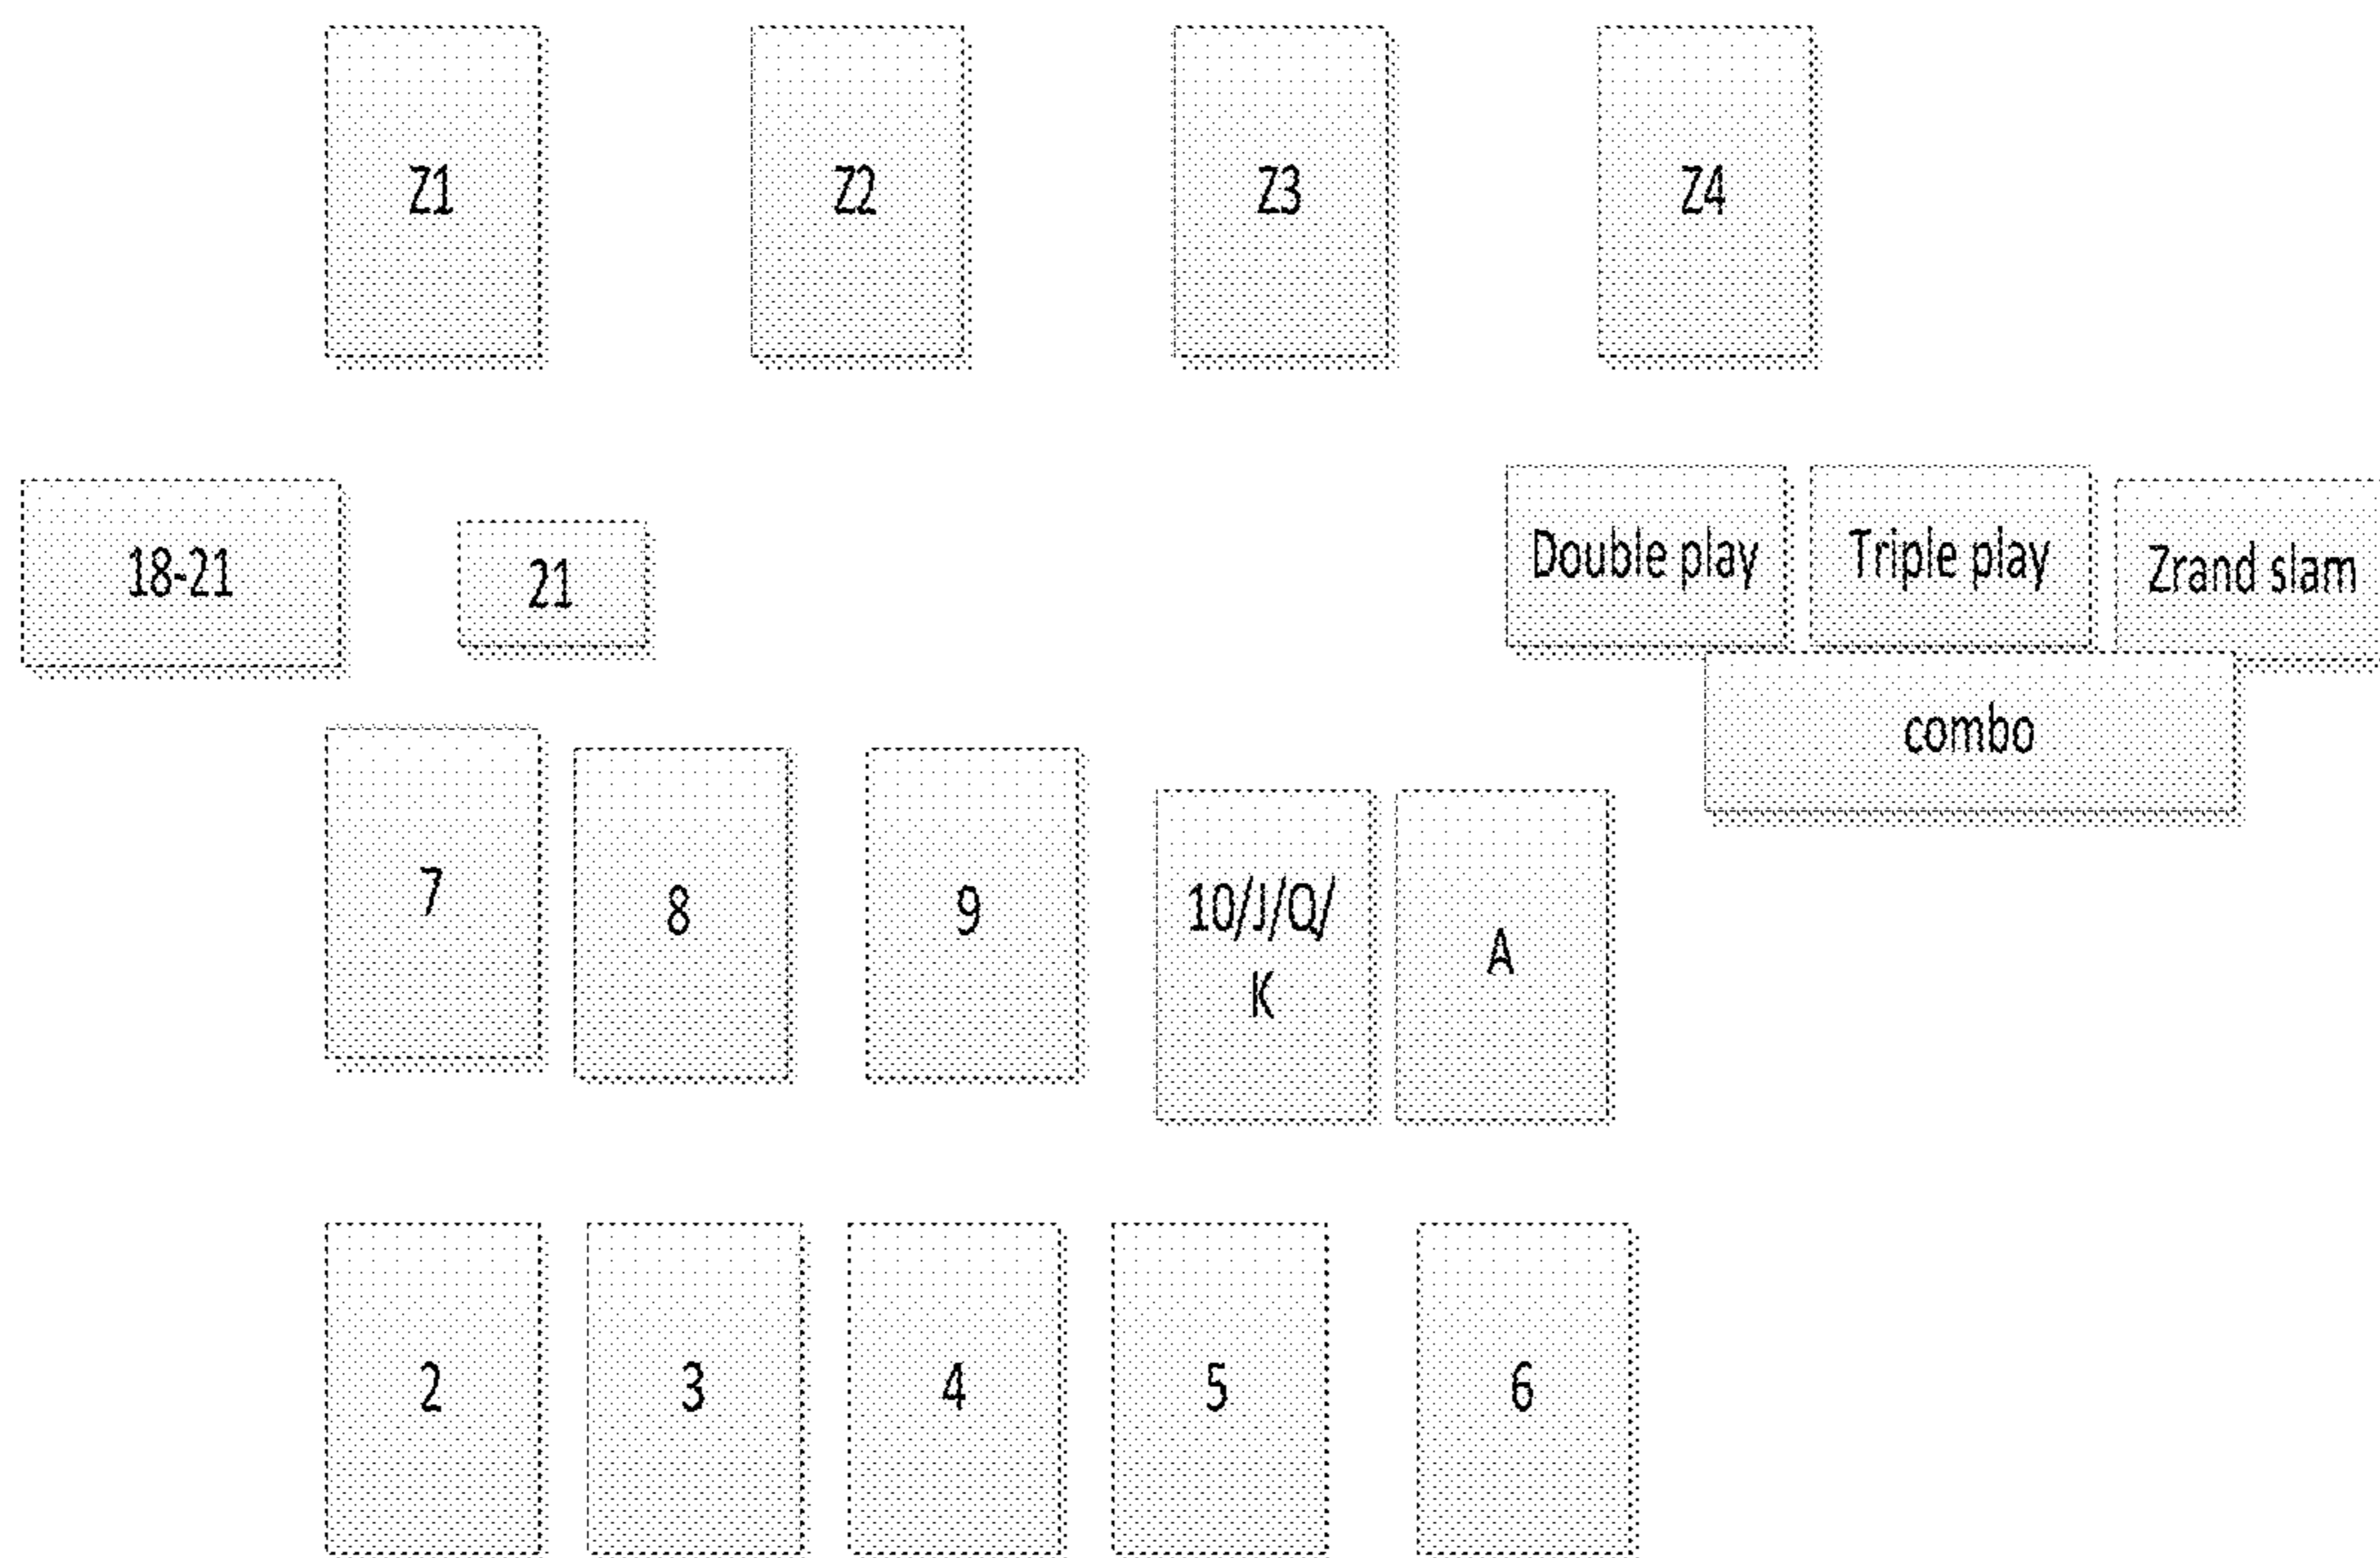 Z1
Z2
Z3
Z4
18-21
21
Double play
Triple play
Zrand slam
combo
7
8
9
10/J/Q/
K
A
2
3
4
5
6